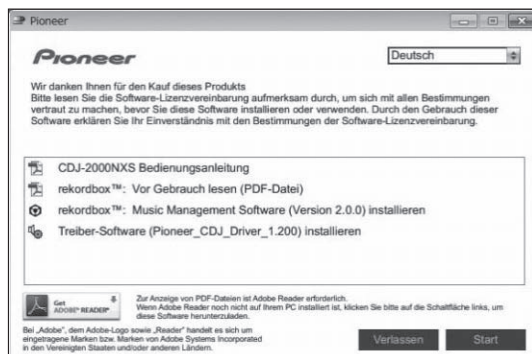 Pioneer
Pioneer
Deutsch
Wir danken Ihnen für den Kauf dieses Produkts
Bitte lesen Sie die Software-Lizenzvereinbarung aufmerksam durch, um sich mit allen Bestimmungen
vertraut zu machen, bevor Sie diese Software installieren oder verwenden. Durch den Gebrauch dieser
Software erklären Sie Ihr Einverständnis mit den Bestimmungen der Software-Lizenzvereinbarung.
CDJ-2000NXS Bedienungsanleitung
rekordbox™: Vor Gebrauch lesen (PDF-Datei)
rekordbox™: Music Management Software (Version 2.0.0) installieren
Treiber-Software (Pioneer_CDJ_Driver_1.200) installieren
Get
ADOBE® READER®
Zur Anzeige von PDF-Dateien ist Adobe Reader erforderlich.
Wenn Adobe Reader noch nicht auf Ihrem PC installiert ist, klicken Sie bitte auf die Schaltfläche links, um
diese Software herunterzuladen.
Bei „Adobe", dem Adobe-Logo sowie „Reader" handelt es sich um
eingetragene Marken bzw. Marken von Adobe Systems Incorporated
in den Vereinigten Staaten und/oder anderen Ländern.
Verlassen
Start